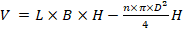 V = L × B × H − n×π×D²/4 H